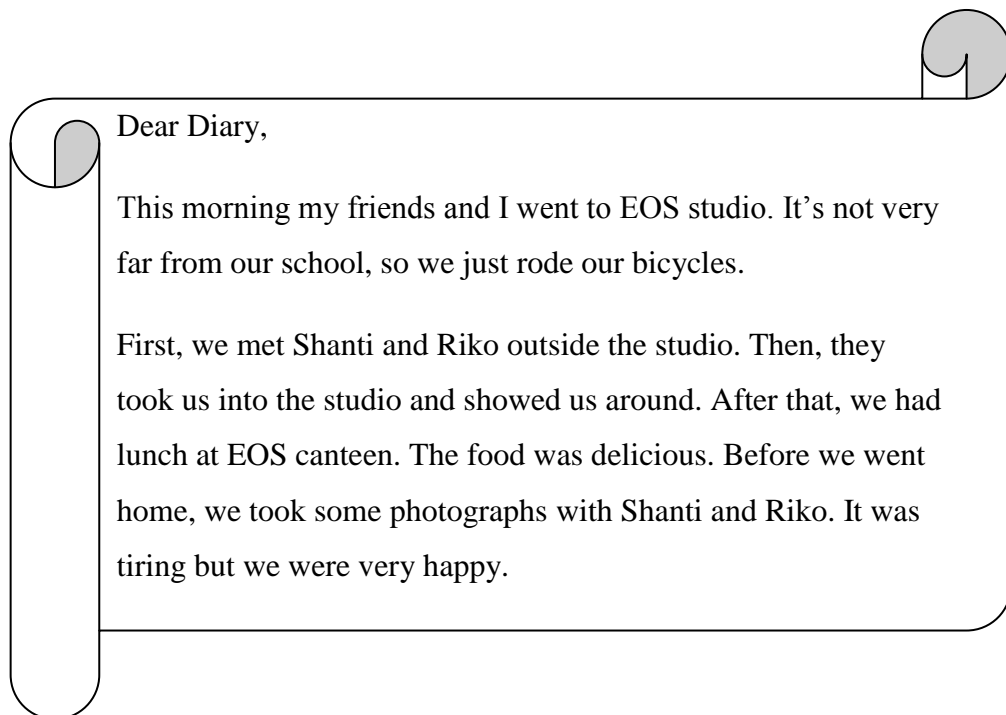 Dear Diary,
This morning my friends and I went to EOS studio. It’s not very
far from our school, so we just rode our bicycles.
First, we met Shanti and Riko outside the studio. Then, they
took us into the studio and showed us around. After that, we had
lunch at EOS canteen. The food was delicious. Before we went
home, we took some photographs with Shanti and Riko. It was
tiring but we were very happy.